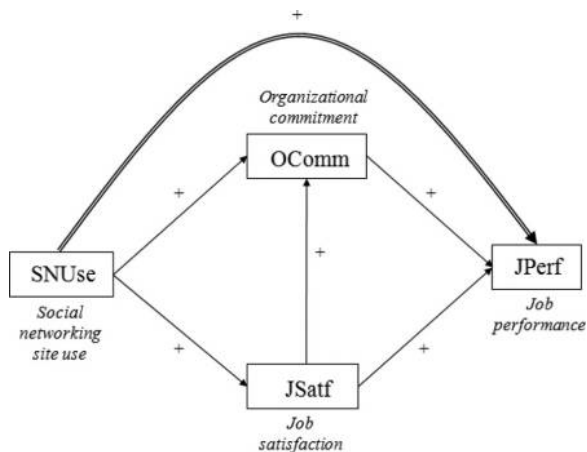 +
Organizational
commitment
OComm
+
+
SNUse
+
JPerf
Social
networking
site use
Job
performance
+
+
JSatf
Job
satisfaction